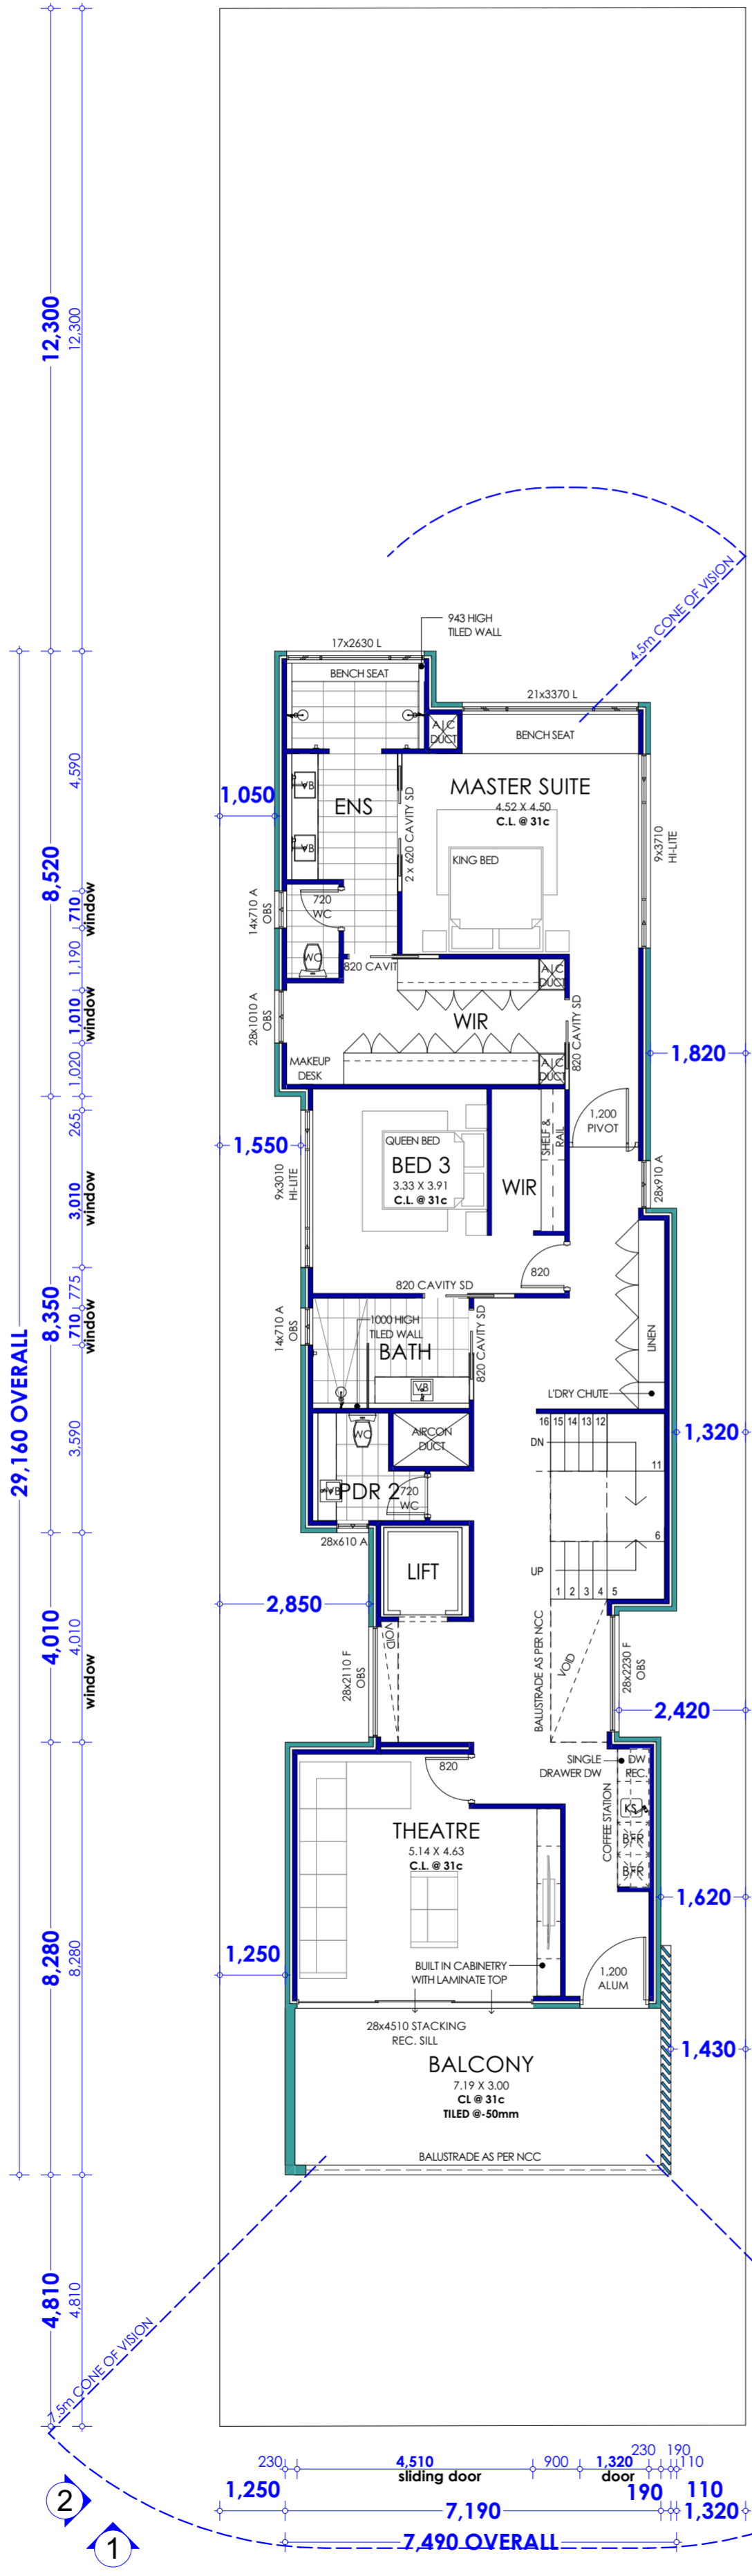 12,300
12,300
4.5m CONE OF VISION
943 HIGH
TILED WALL
17x2630 L
BENCH SEAT
21x3370 L
A/C
DUCT
BENCH SEAT
4,590
1,050
ENS
VB
VB
2 x 620 CAVITY SD
MASTER SUITE
4.52 X 4.50
C.L. @ 31c
KING BED
9x3710
HI-LITE
8,520
710
window
14x710 A
OBS
720
WC
WC
1,190
820 CAVIT
A/C
DUCT
1,010
window
28x1010 A
OBS
WIR
820 CAVITY SD
1,020
MAKEUP
DESK
A/C
DUCT
1,820
265
1,550
QUEEN BED
BED 3
3.33 X 3.91
C.L. @ 31c
SHELF &
RAIL
1,200
PIVOT
28x910 A
3,010
window
9x3010
HI-LITE
WIR
820
775
820 CAVITY SD
29,160 OVERALL
8,350
710
window
14x710 A
OBS
1000 HIGH
TILED WALL
BATH
VB
820 CAVITY SD
LINEN
L'DRY CHUTE
3,590
WC
AIRCON
DUCT
16 15 14 13 12
DN
11
1,320
VB
PDR 2
720
WC
6
28x610 A
LIFT
UP
1 2 3 4 5
2,850
4,010
4,010
window
28x2110 F
OBS
VOID
BALUSTRADE AS PER NCC
VOID
28x2230 F
OBS
2,420
820
SINGLE
DRAWER DW
DW
REC.
THEATRE
5.14 X 4.63
C.L. @ 31c
COFFEE STATION
KS
BFR
BFR
1,620
8,280
8,280
1,250
BUILT IN CABINETRY
WITH LAMINATE TOP
1,200
ALUM
28x4510 STACKING
REC. SILL
1,430
BALCONY
7.19 X 3.00
CL @ 31c
TILED @-50mm
BALUSTRADE AS PER NCC
4,810
4,810
7.5m CONE OF VISION
230
4,510
sliding door
900
1,320
door
230
190
110
1,250
7,190
190
110
1,320
7,490 OVERALL
2
1